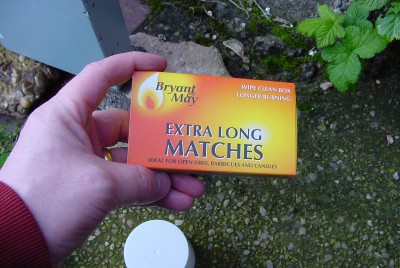 Bryant
May
WIPE CLEAN BOX
LONGER BURNING
EXTRA LONG
MATCHES
IDEAL FOR OPEN FIRES, BARBECUES AND CANDLES